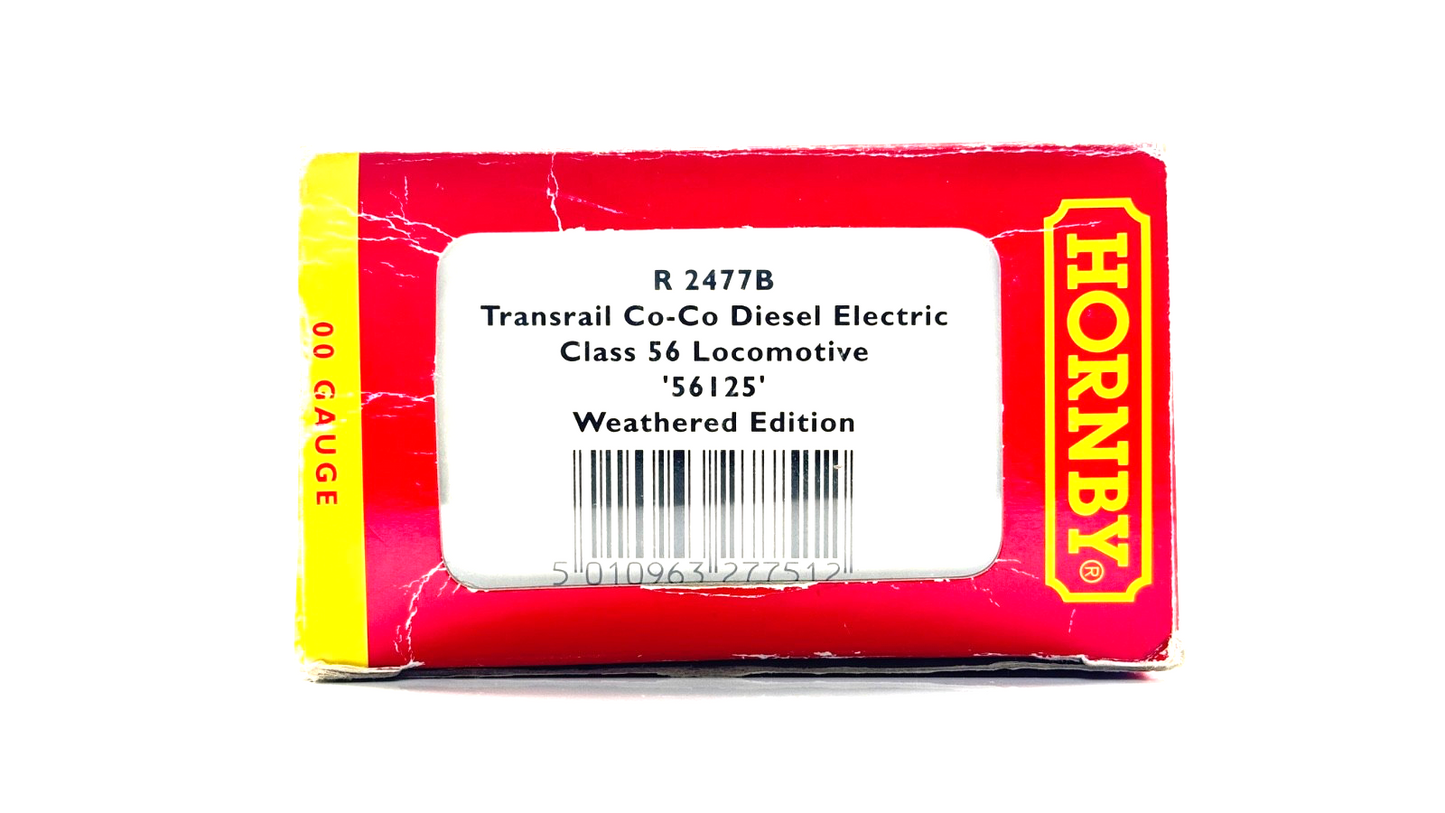 00 GAUGE
R 2477B
Transrail Co-Co Diesel Electric
Class 56 Locomotive
'56125'
Weathered Edition
5 010963 277512
HORNBY®